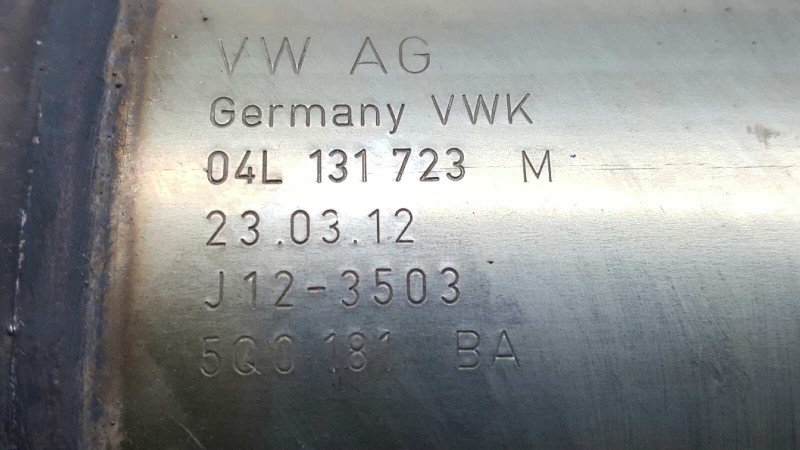 VW AG
Germany VWK
04L 131 723 M
23.03.12
J12-3503
5Q0 181 BA